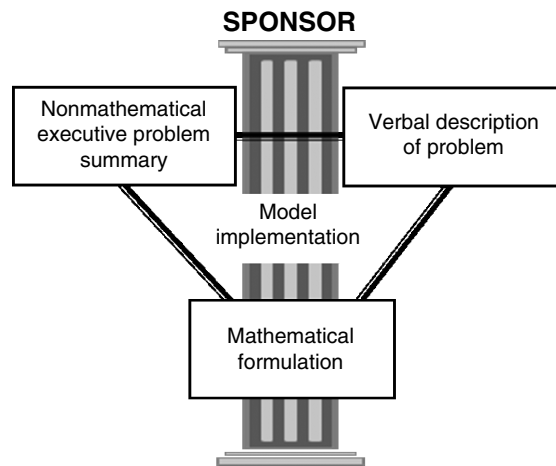 SPONSOR
Nonmathematical
executive problem
summary
Verbal description
of problem
Model
implementation
Mathematical
formulation